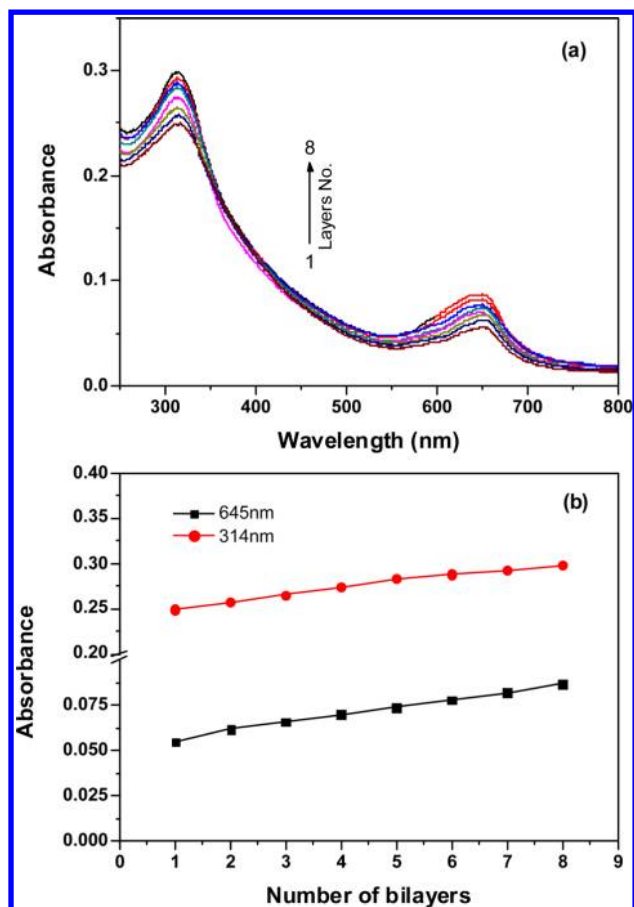 (a)
0.3
0.2
0.1
0.0
Absorbance
8
Layers No.
1
300 400 500 600 700 800
Wavelength (nm)
(b)
645nm
314nm
0.40
0.35
0.30
0.25
0.20
0.075
0.050
0.025
0.000
Absorbance
0 1 2 3 4 5 6 7 8 9
Number of bilayers